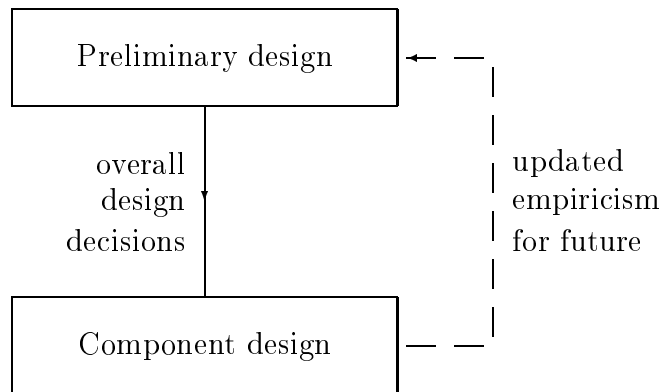 Preliminary design
overall
design
decisions
updated
empiricism
for future
Component design